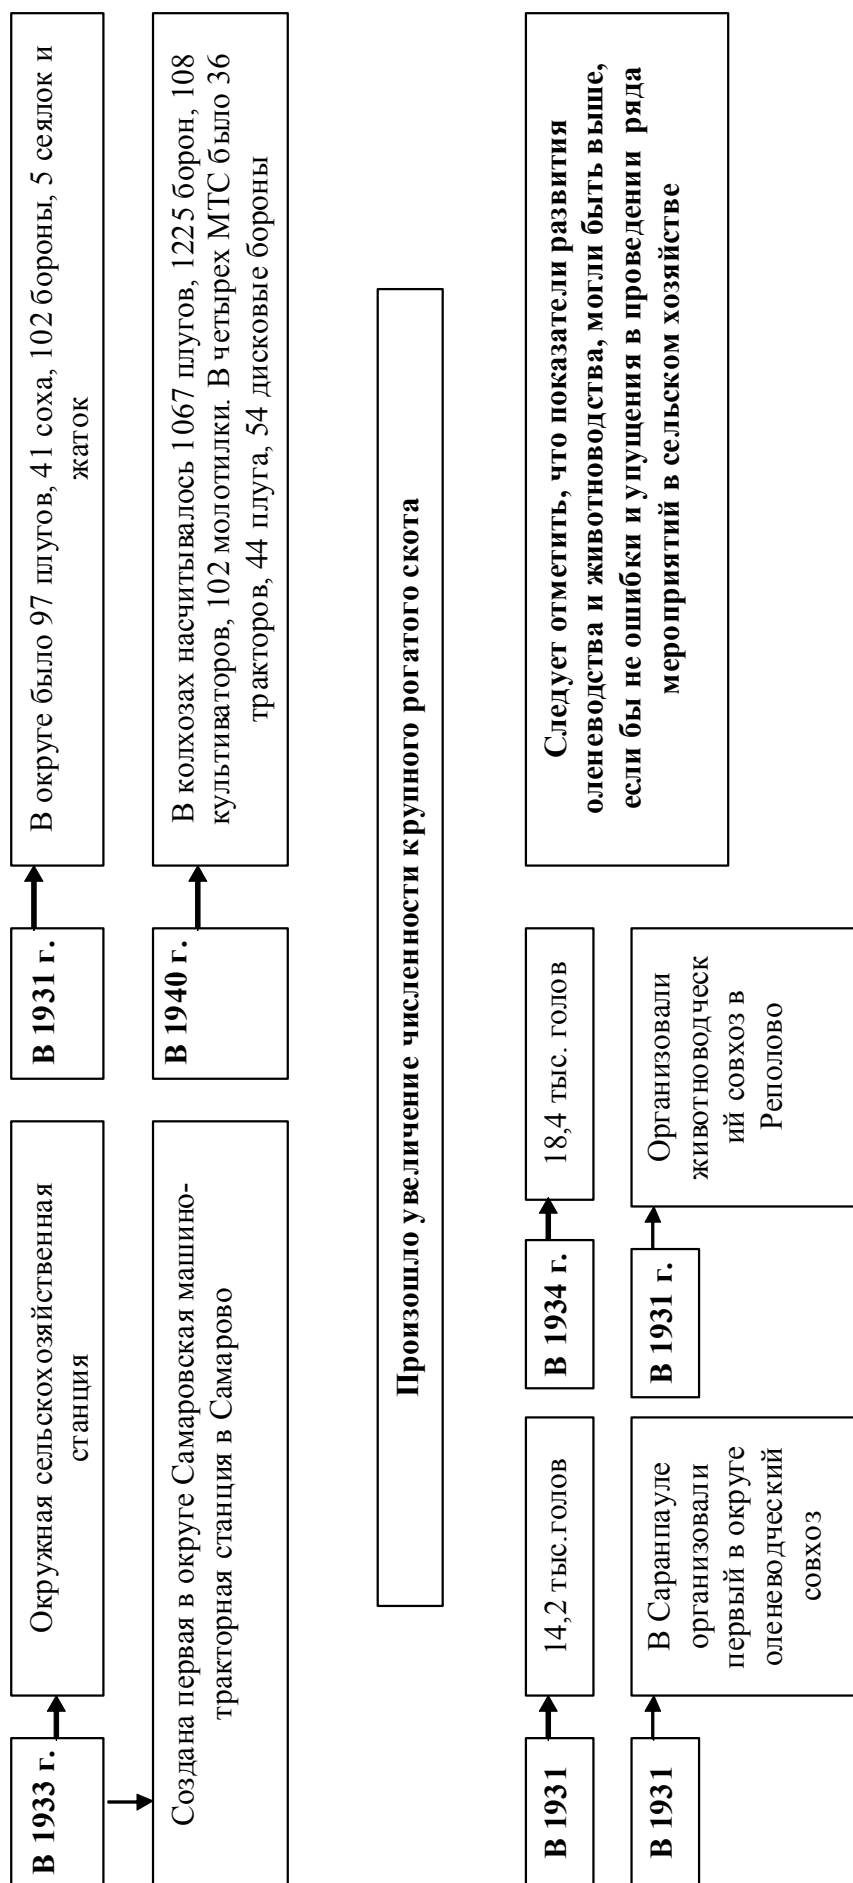 В 1933 г.
Окружная сельскохозяйственная
станция
В 1931 г.
В округе было 97 плугов, 41 соха, 102 бороны, 5 сеялок и
жаток
Создана первая в округе Самаровская машино-
тракторная станция в Самарово
В 1940 г.
В колхозах насчитывалось 1067 плугов, 1225 борон, 108
культиваторов, 102 молотилки. В четырех МТС было 36
тракторов, 44 плуга, 54 дисковые бороны
Произошло увеличение численности крупного рогатого скота
В 1931
14,2 тыс.голов
В 1934 г.
18,4 тыс. голов
Следует отметить, что показатели развития
оленеводства и животноводства, могли быть выше,
если бы не ошибки и упущения в проведении ряда
мероприятий в сельском хозяйстве
В 1931
В Саранпауле
организовали
первый в округе
оленеводческий
совхоз
В 1931 г.
Организовали
животноводческ
ий совхоз в
Реполово